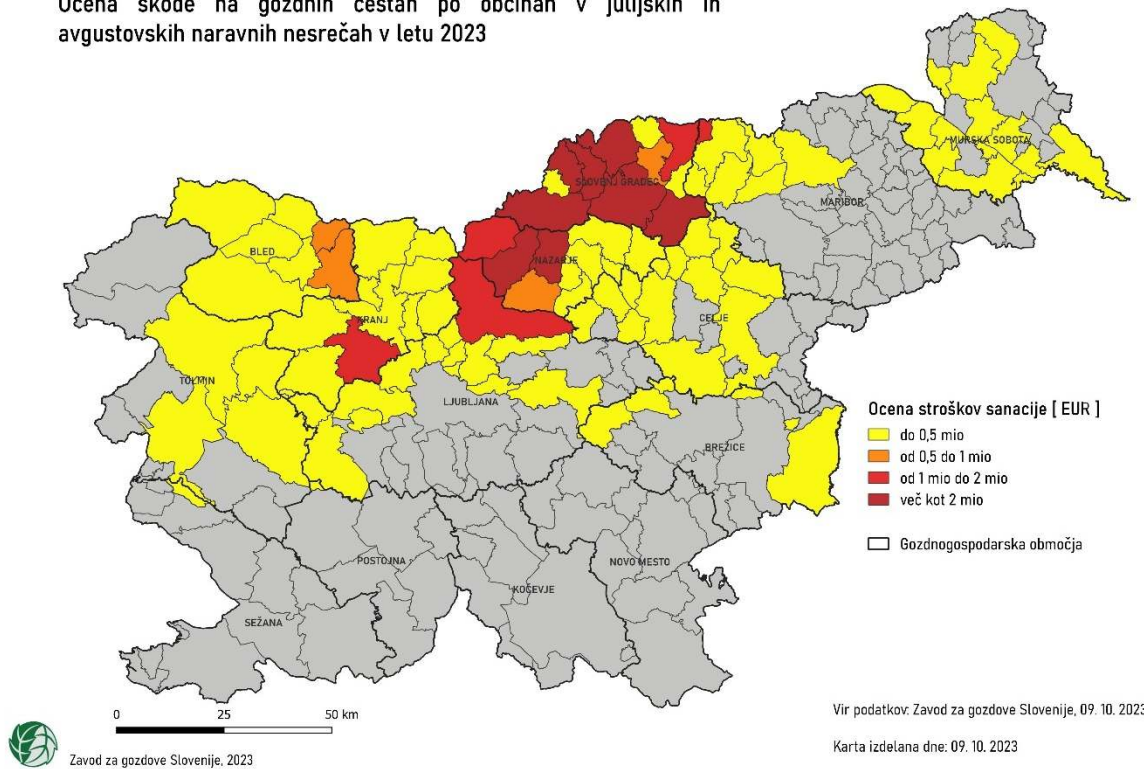 Ocena škode na gozdnih cestah po občinah v julijskih in
avgustovskih naravnih nesrečah v letu 2023
MURSKA SOBOTA
SLOVENJ GRADEC
MARIBOR
BLED
NAZARJE
KRANJ
CELJE
TOLMIN
LJUBLJANA
BREŽICE
POSTOJNA
NOVO MESTO
KOČEVJE
SEŽANA
Ocena stroškov sanacije [ EUR ]
do 0,5 mio
od 0,5 do 1 mio
od 1 mio do 2 mio
več kot 2 mio
Gozdnogospodarska območja
0 25 50 km
Zavod za gozdove Slovenije, 2023
Vir podatkov: Zavod za gozdove Slovenije, 09. 10. 2023
Karta izdelana dne: 09. 10. 2023